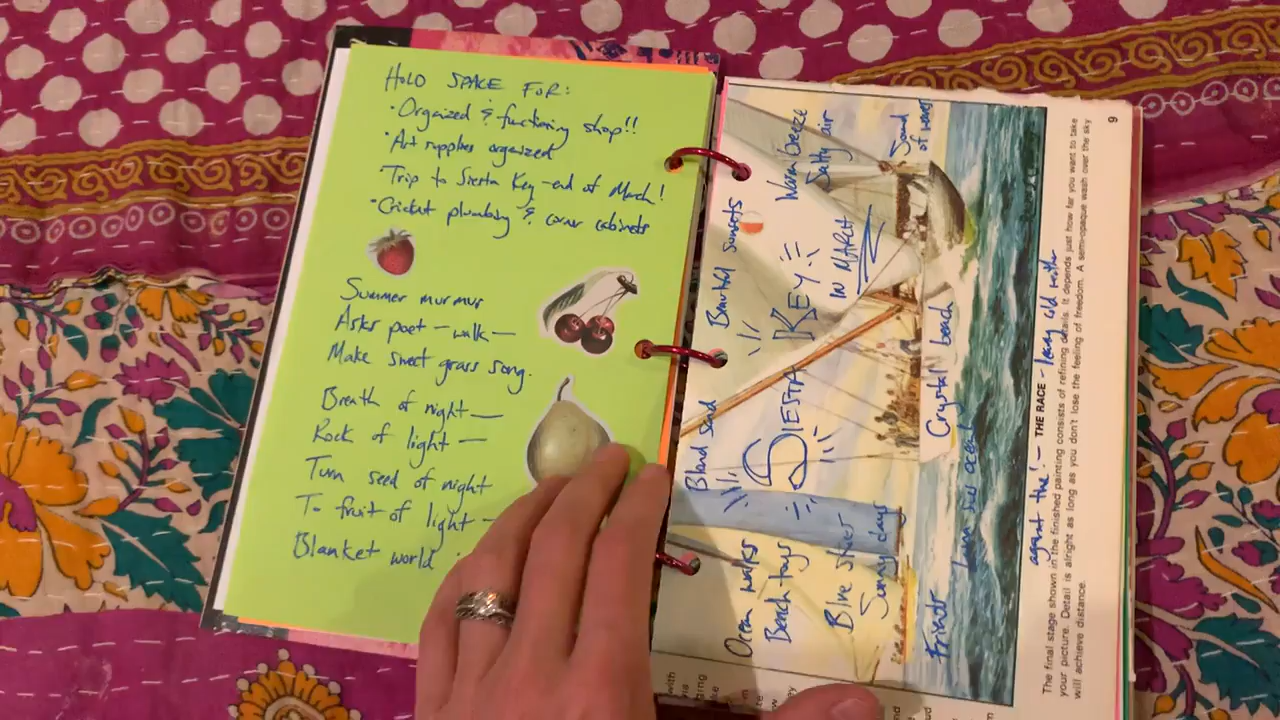 HOLD SPACE FOR:
• Organized & functioning shop!!
• Art supplies organized
• Trip to Siesta Key - end of March!
• Cricket plumbing & corner cabinets
Summer murmur
Asks poet — walk —
Make sweet grass song.
Breath of night —
Rock of light —
Turn seed of night
To fruit of light —
Blanket world
Ocean walks
Beach toys
Blue skies
Sunny days
Bland sand
Beautiful sunsets
SIESTA KEY!!
IN MARCH
Warm breeze
Salty air
Sound
of waves
Crystal beach
ocean
against the! — THE RACE -
The final stage shown in the finished painting consists of refining details. It depends just how far you want to take
your picture. Detail is alright as long as you don't lose the feeling of freedom. A semi-opaque wash over the sky
will achieve distance.
9
with
ging